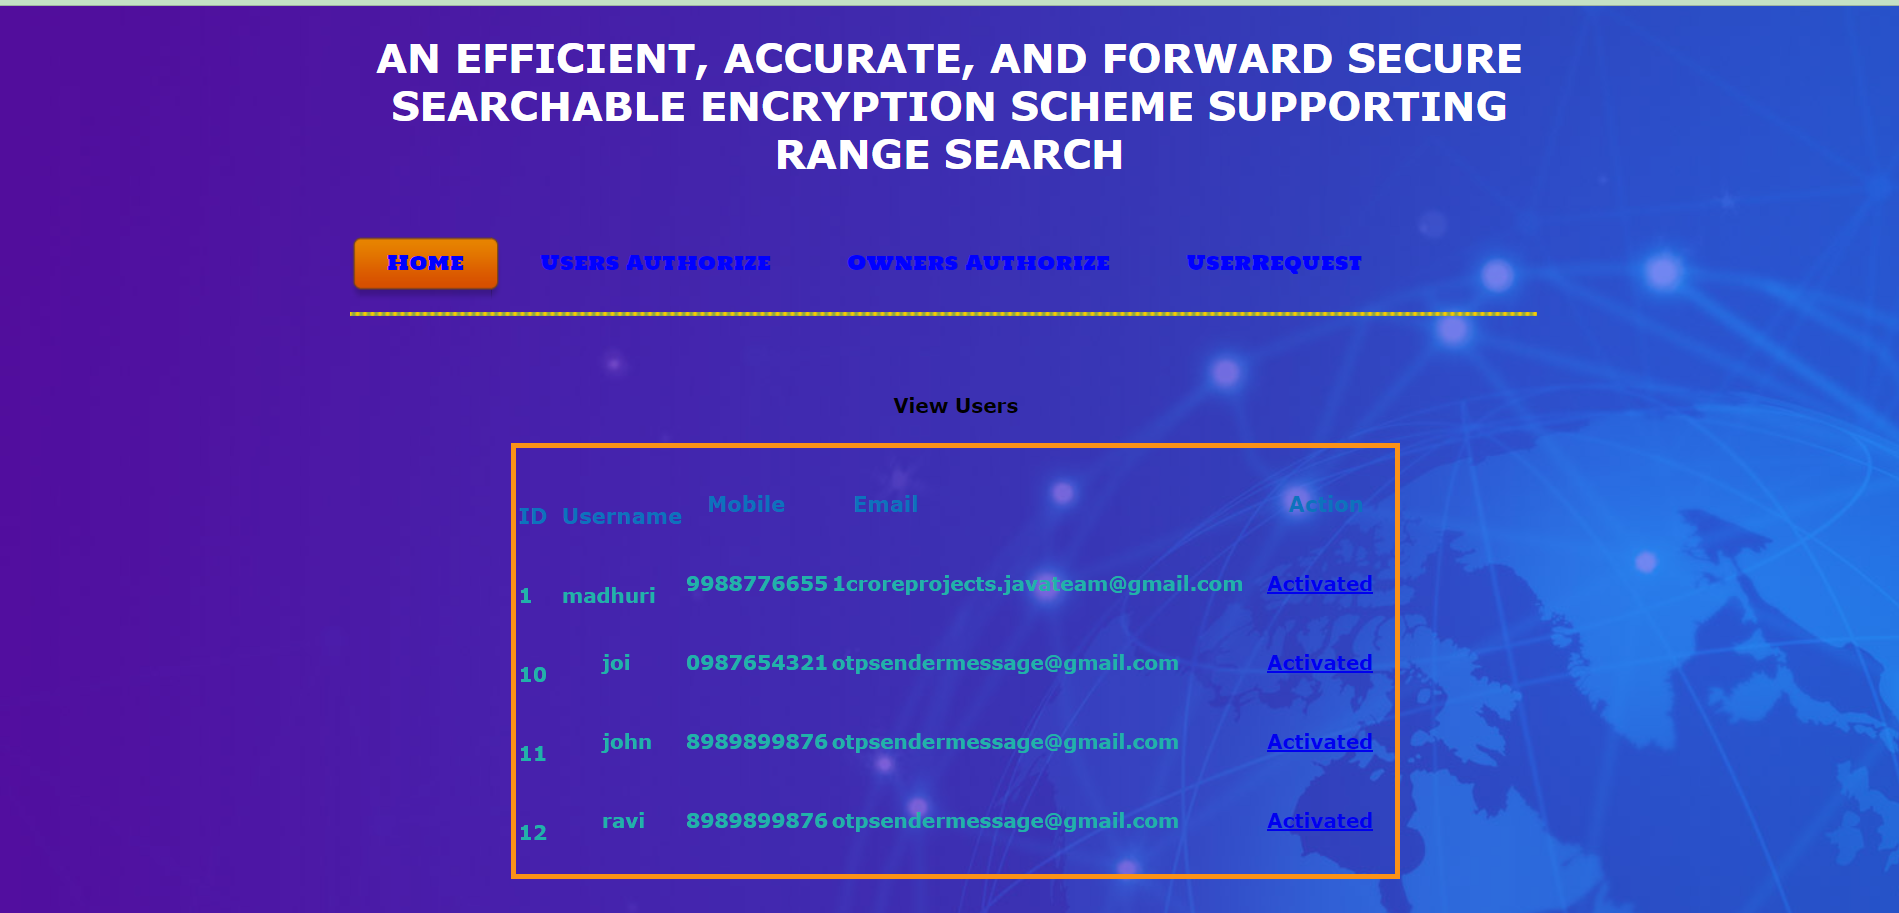 AN EFFICIENT, ACCURATE, AND FORWARD SECURE
SEARCHABLE ENCRYPTION SCHEME SUPPORTING
RANGE SEARCH
Home Users Authorize Owners Authorize UserRequest
View Users
ID Username Mobile Email Action
1 madhuri 9988776655 1croreprojects.javateam@gmail.com Activated
10 joi 0987654321 otpsendermessage@gmail.com Activated
11 john 8989899876 otpsendermessage@gmail.com Activated
12 ravi 8989899876 otpsendermessage@gmail.com Activated